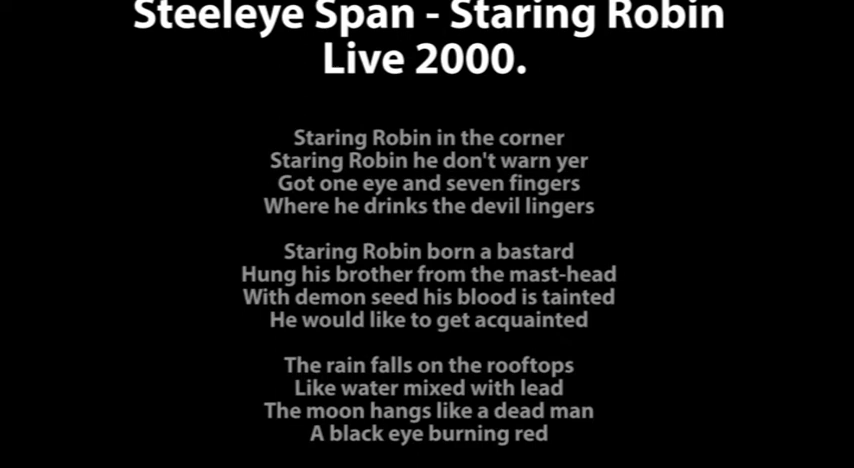 Steeleye Span - Staring Robin
Live 2000.
Staring Robin in the corner
Staring Robin he don't warn yer
Got one eye and seven fingers
Where he drinks the devil lingers
Staring Robin born a bastard
Hung his brother from the mast-head
With demon seed his blood is tainted
He would like to get acquainted
The rain falls on the rooftops
Like water mixed with lead
The moon hangs like a dead man
A black eye burning red